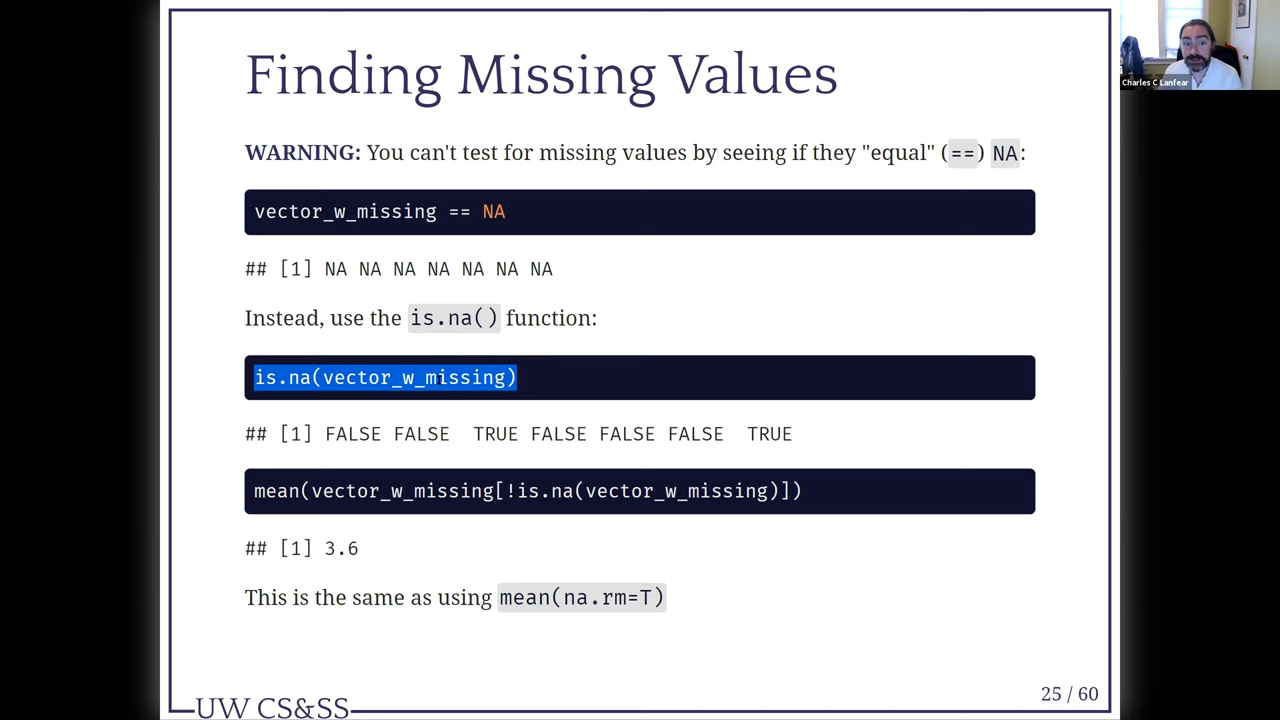 Finding Missing Values
WARNING: You can't test for missing values by seeing if they "equal" (==) NA:
vector_w_missing == NA
## [1] NA NA NA NA NA NA NA
Instead, use the is.na() function:
is.na(vector_w_missing)
## [1] FALSE FALSE  TRUE FALSE FALSE FALSE  TRUE
mean(vector_w_missing[!is.na(vector_w_missing)])
## [1] 3.6
This is the same as using mean(na.rm=T)
UW CS&SS
25 / 60
Charles C Lanfear